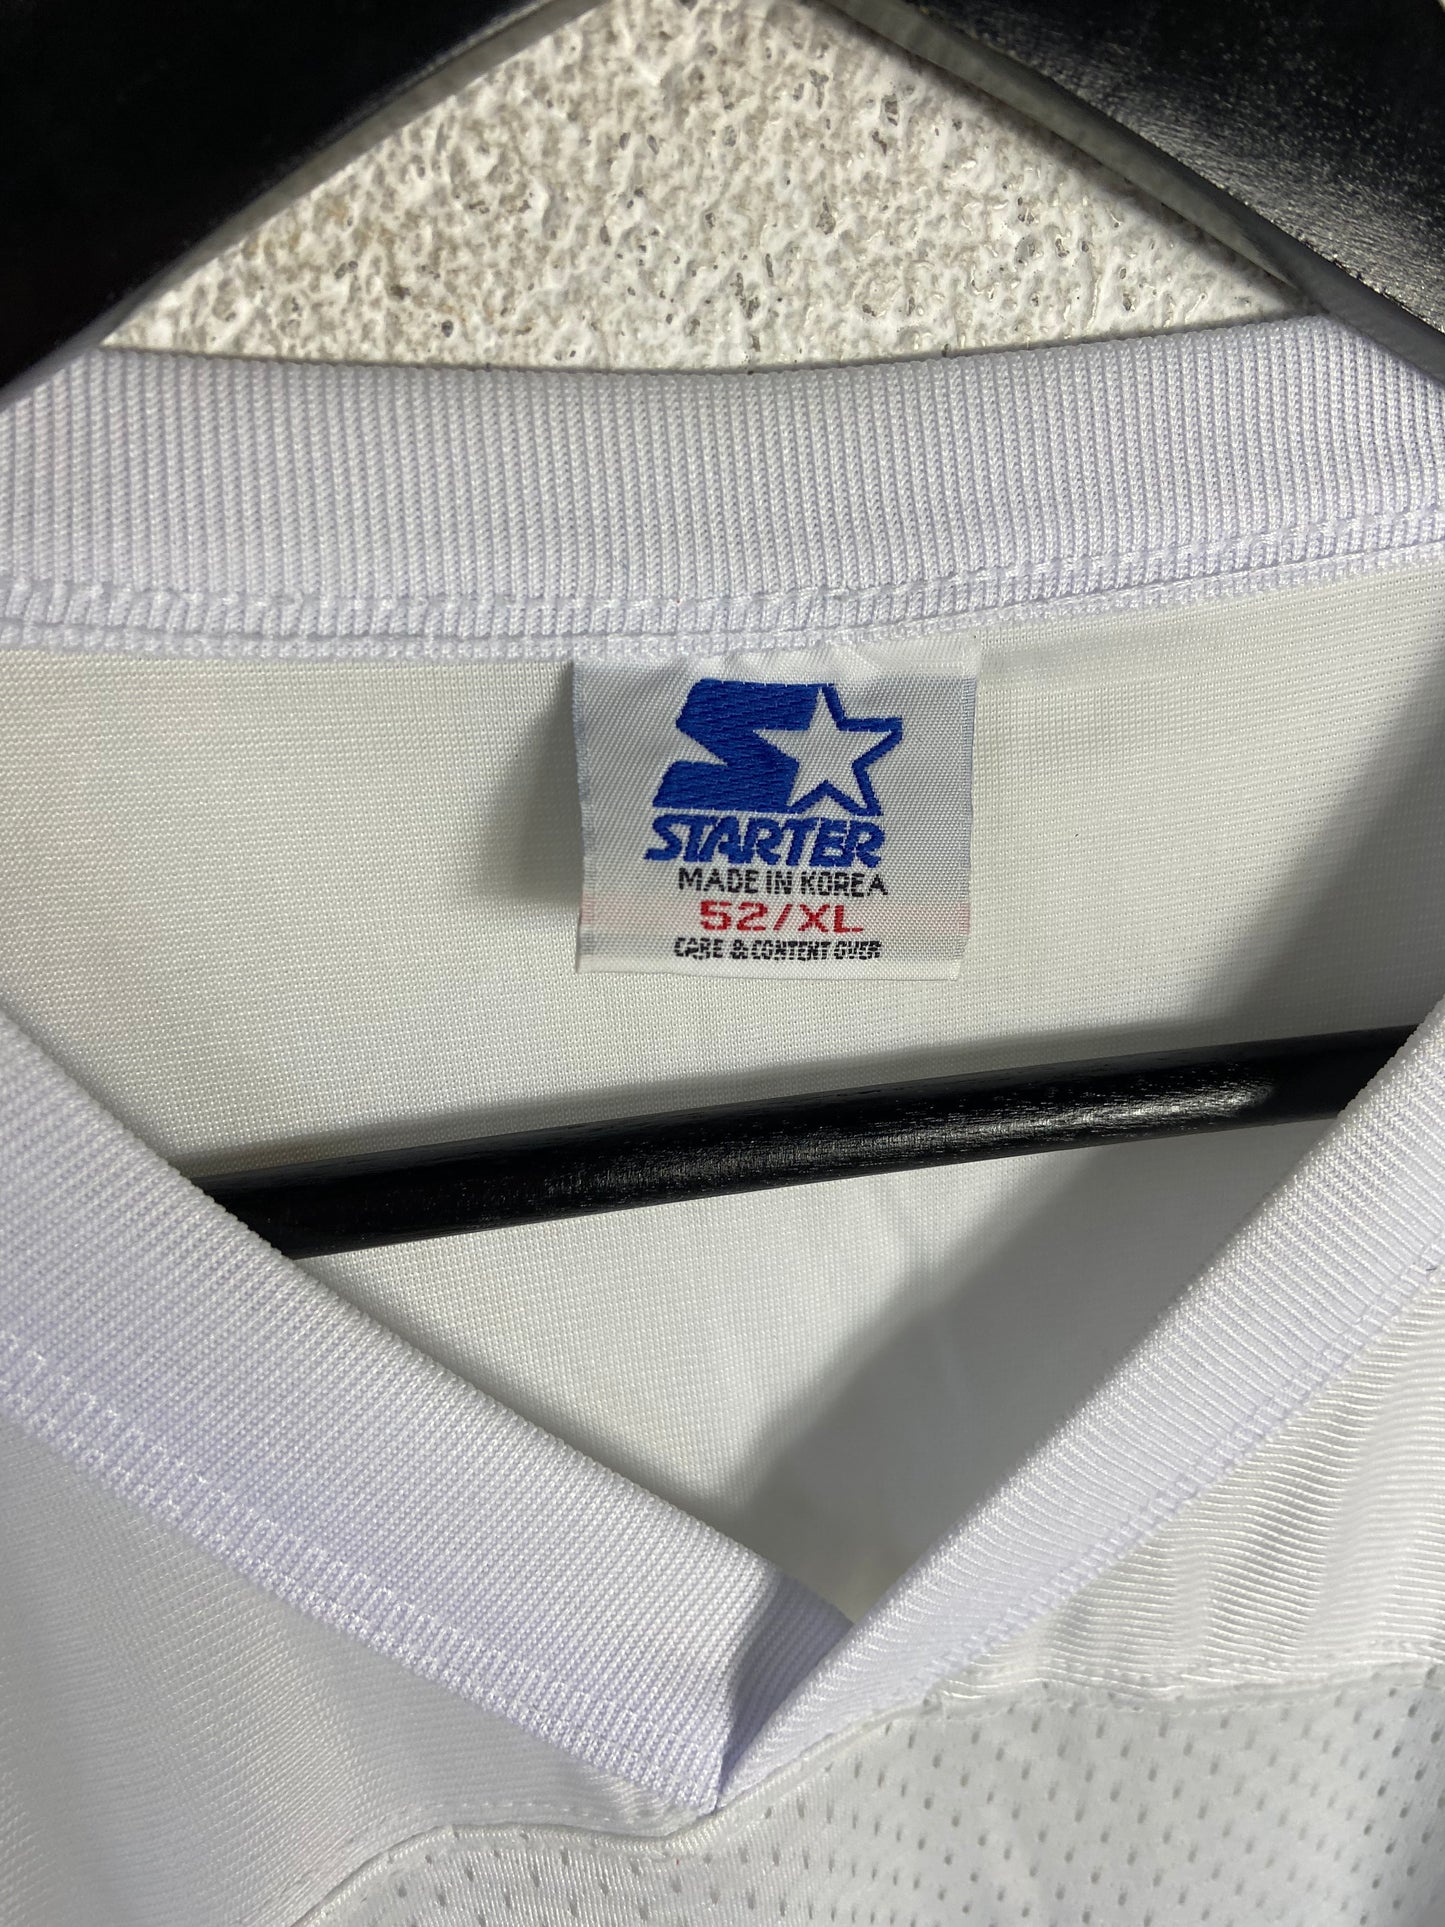 STARTER
MADE IN KOREA
52/XL
CARE & CONTENT OVER